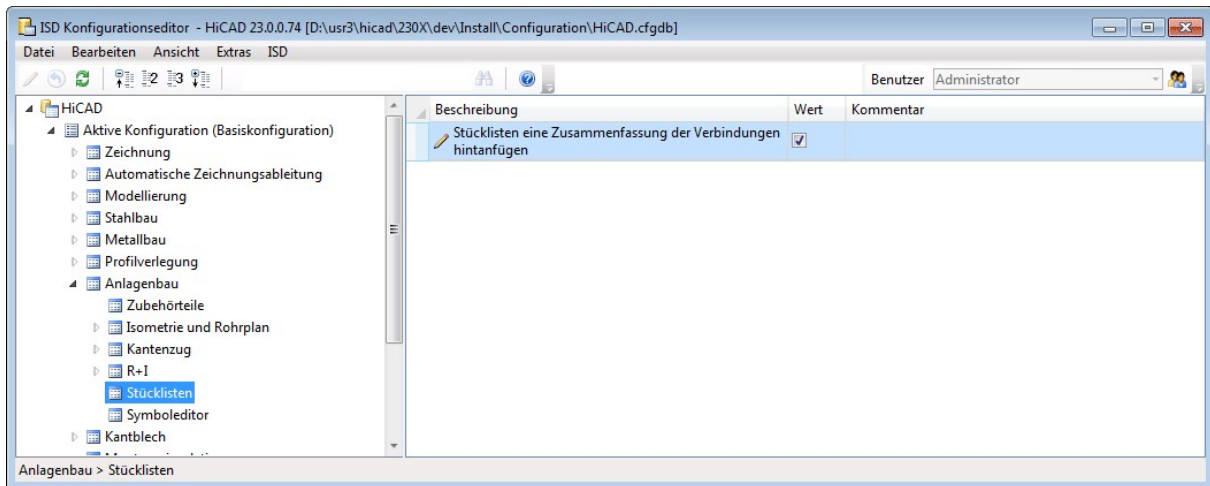 ISD Konfigurationseditor - HiCAD 23.0.0.74 [D:\usr3\hicad\230X\dev\Install\Configuration\HiCAD.cfgdb]
Datei Bearbeiten Ansicht Extras ISD
Benutzer Administrator
HiCAD
Aktive Konfiguration (Basiskonfiguration)
Zeichnung
Automatische Zeichnungsableitung
Modellierung
Stahlbau
Metallbau
Profilverlegung
Anlagenbau
Zubehörteile
Isometrie und Rohrplan
Kantenzug
R+I
Stücklisten
Symboleditor
Kantblech
Beschreibung Wert Kommentar
Stücklisten eine Zusammenfassung der Verbindungen
hintanfügen
Anlagenbau > Stücklisten